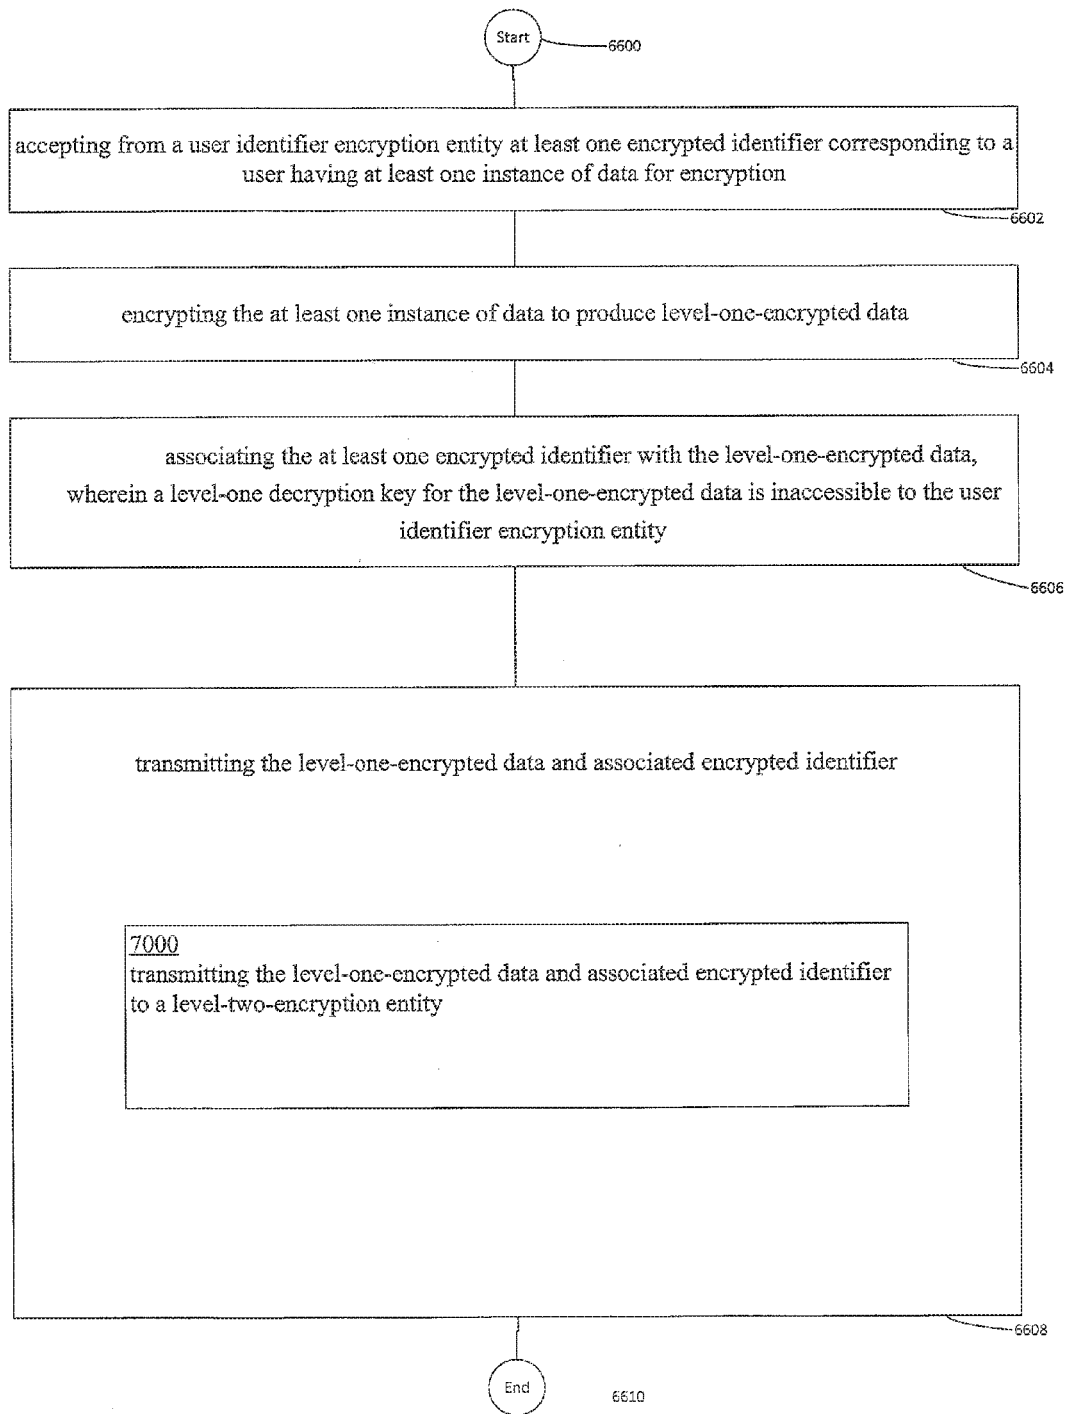 Start
6600
accepting from a user identifier encryption entity at least one encrypted identifier corresponding to a
user having at least one instance of data for encryption
6602
encrypting the at least one instance of data to produce level-one-encrypted data
6604
associating the at least one encrypted identifier with the level-one-encrypted data,
wherein a level-one decryption key for the level-one-encrypted data is inaccessible to the user
identifier encryption entity
6606
transmitting the level-one-encrypted data and associated encrypted identifier
7000
transmitting the level-one-encrypted data and associated encrypted identifier
to a level-two-encryption entity
6608
End
6610